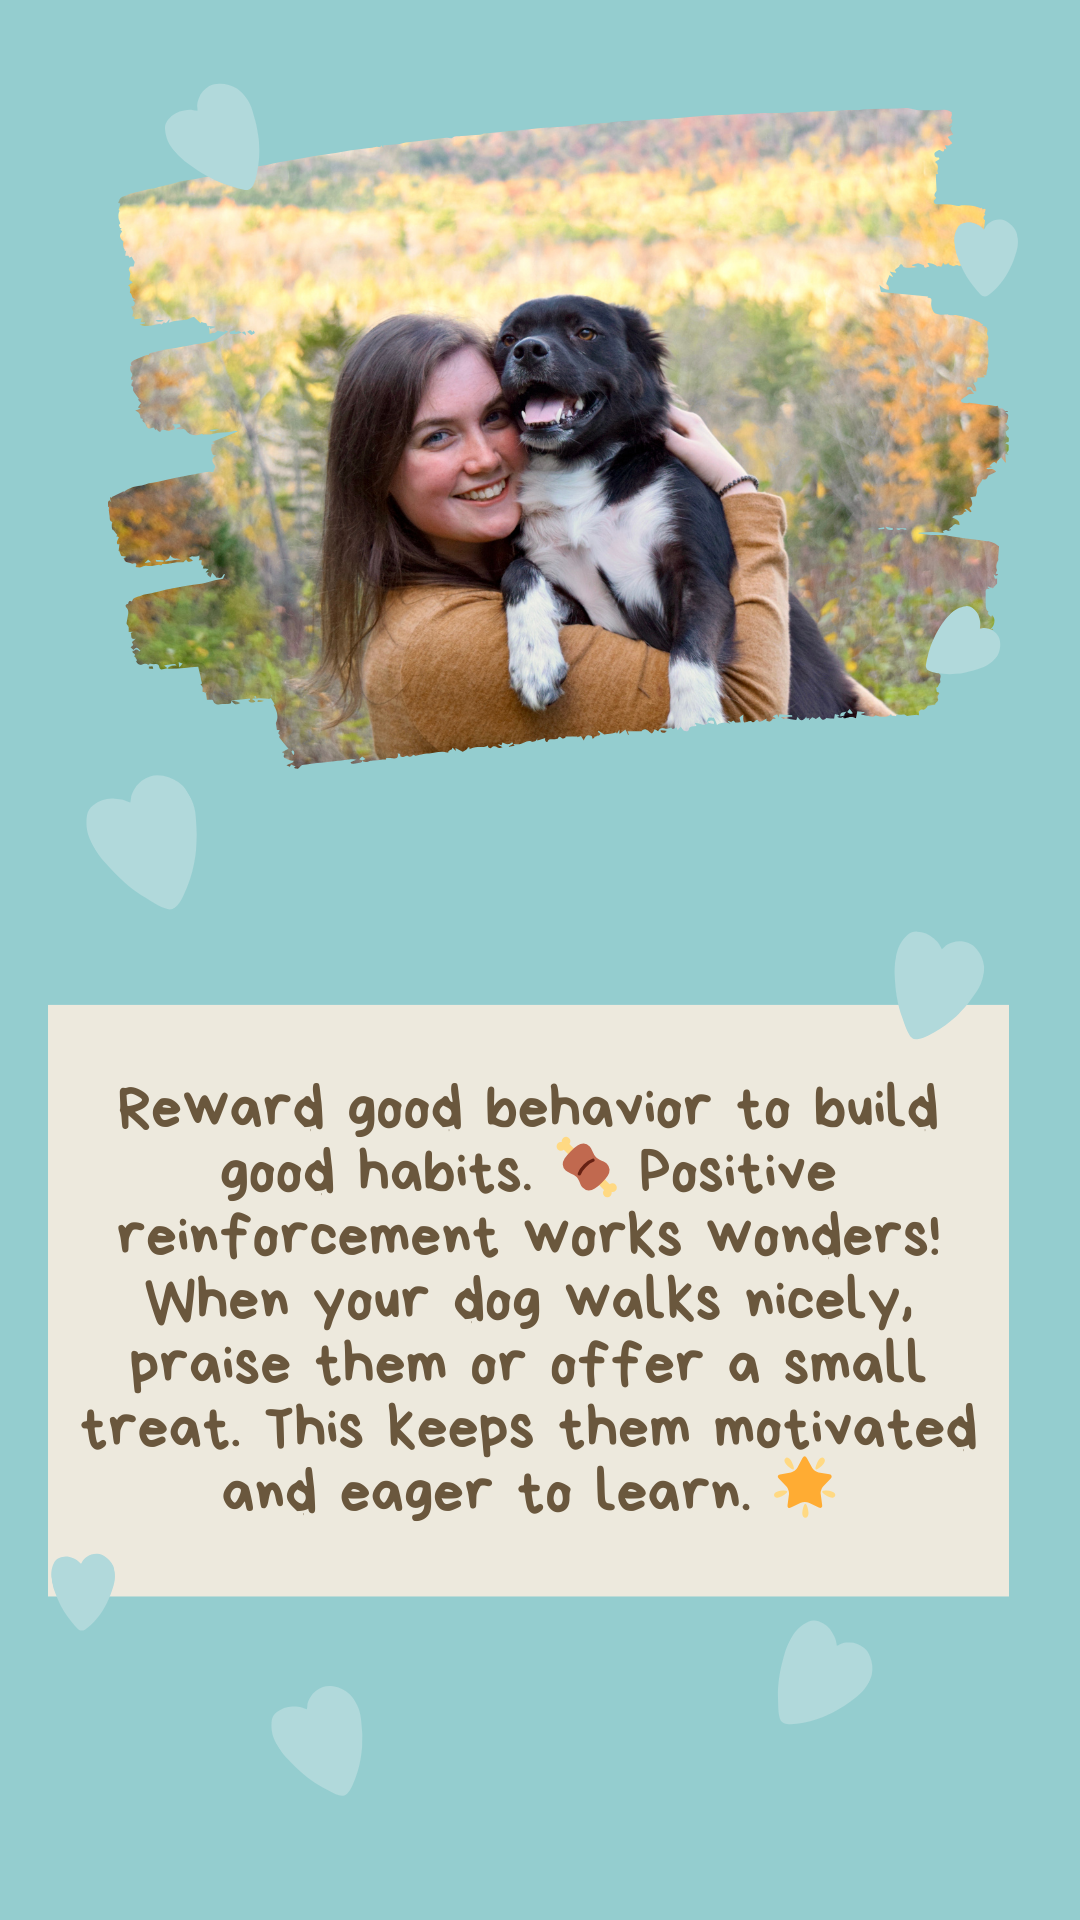 Reward good behavior to build
good habits. 🍖 Positive
reinforcement works wonders!
When your dog walks nicely,
praise them or offer a small
treat. This keeps them motivated
and eager to learn. 🌟